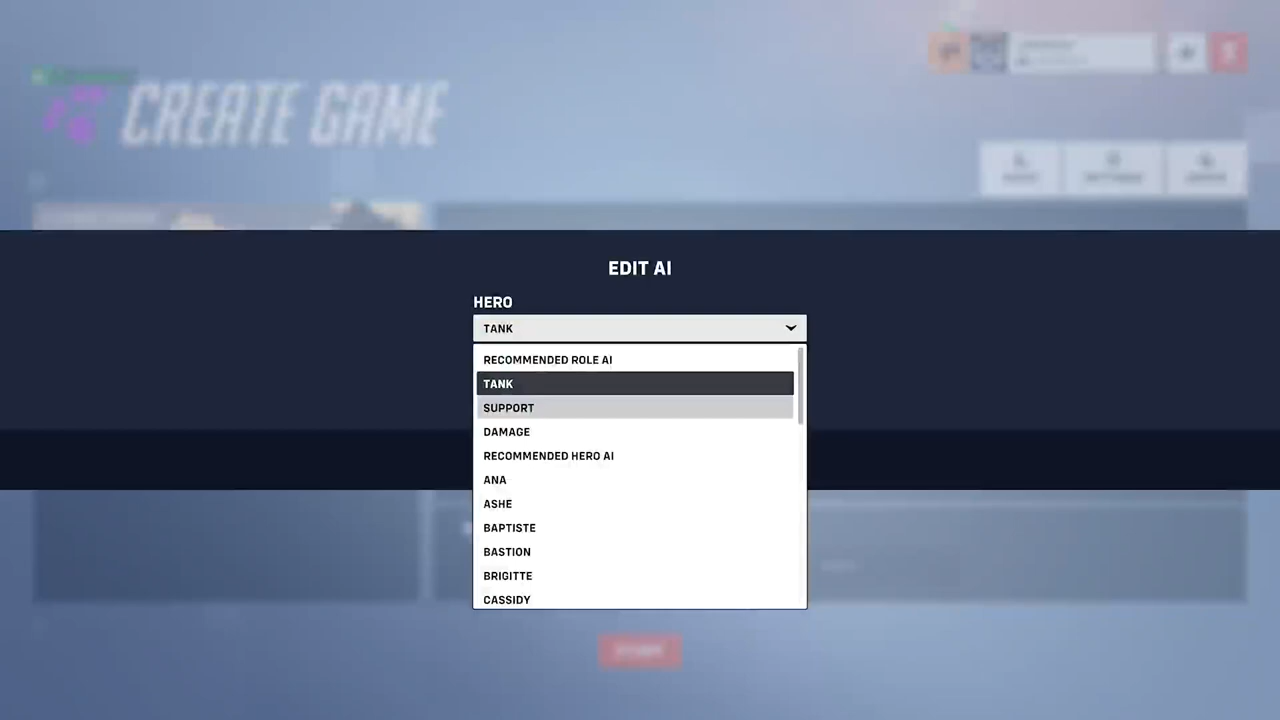 CREATE GAME
EDIT AI
HERO
TANK
RECOMMENDED ROLE AI
TANK
SUPPORT
DAMAGE
RECOMMENDED HERO AI
ANA
ASHE
BAPTISTE
BASTION
BRIGITTE
CASSIDY